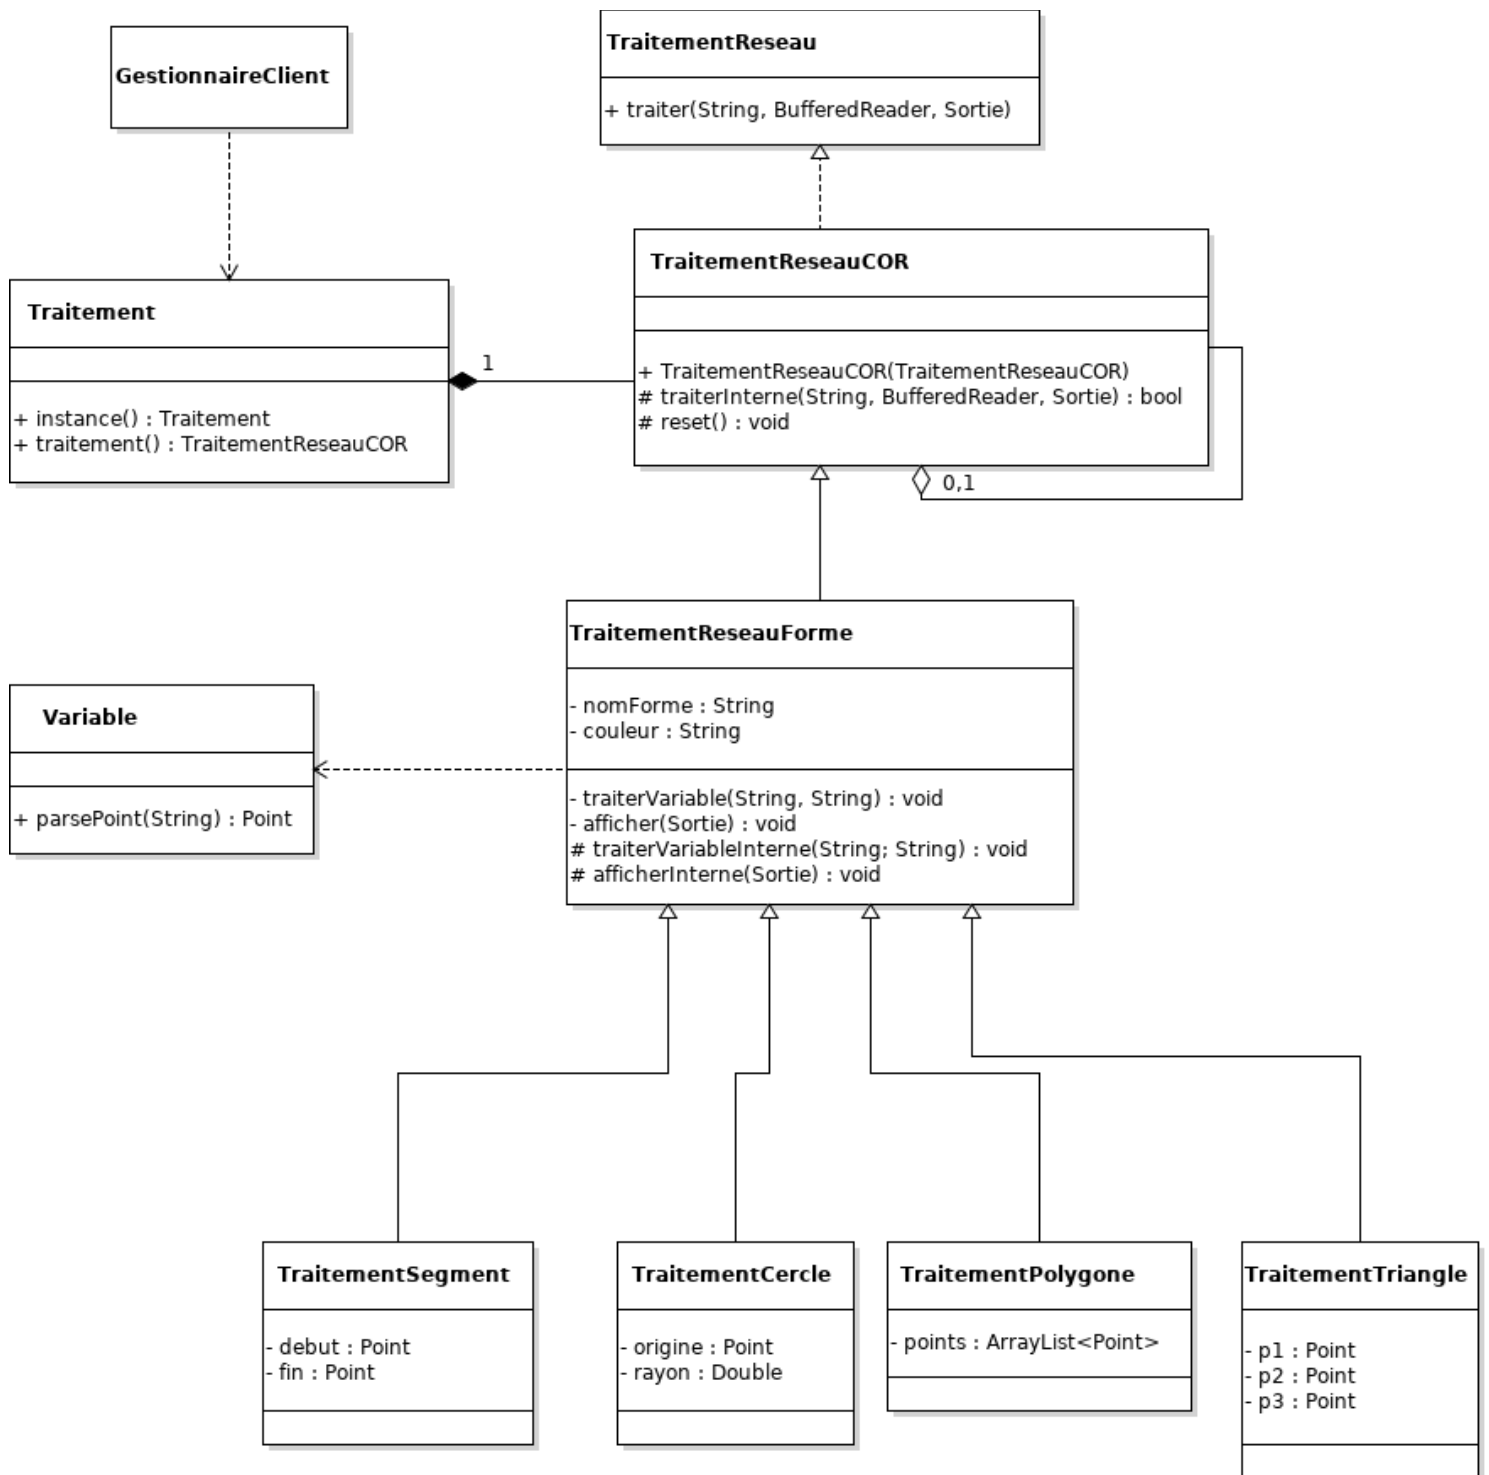 GestionnaireClient
TraitementReseau
+ traiter(String, BufferedReader, Sortie)
TraitementReseauCOR
+ TraitementReseauCOR(TraitementReseauCOR)
# traiterInterne(String, BufferedReader, Sortie) : bool
# reset() : void
0,1
Traitement
+ instance() : Traitement
+ traitement() : TraitementReseauCOR
1
TraitementReseauForme
- nomForme : String
- couleur : String
- traiterVariable(String, String) : void
- afficher(Sortie) : void
# traiterVariableInterne(String; String) : void
# afficherInterne(Sortie) : void
Variable
+ parsePoint(String) : Point
TraitementSegment
- debut : Point
- fin : Point
TraitementCercle
- origine : Point
- rayon : Double
TraitementPolygone
- points : ArrayList<Point>
TraitementTriangle
- p1 : Point
- p2 : Point
- p3 : Point